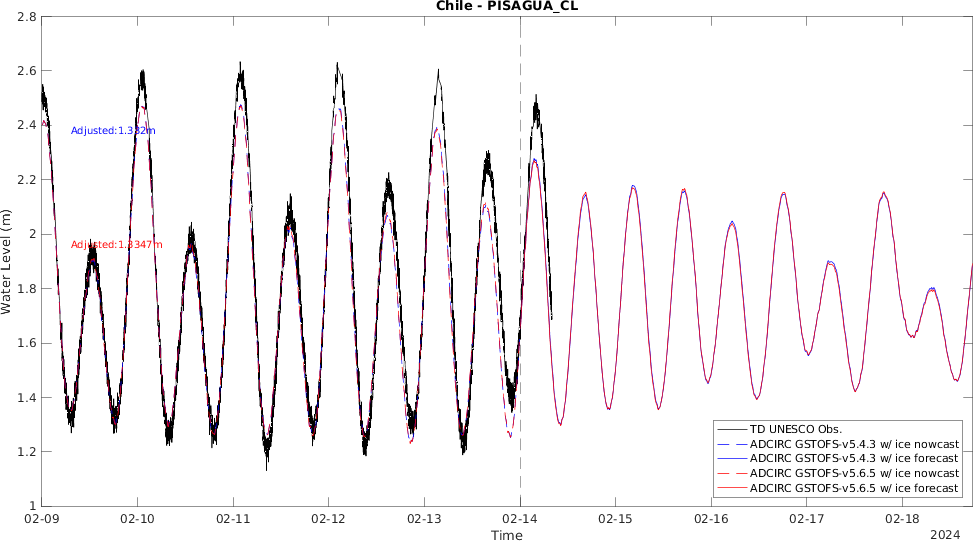 Chile - PISAGUA_CL
2.8
2.6
2.4
2.2
2
1.8
1.6
1.4
1.2
1
Water Level (m)
Adjusted:1.332m
Adjusted:1.3347m
TD UNESCO Obs.
ADCIRC GSTOFS-v5.4.3 w/ ice nowcast
ADCIRC GSTOFS-v5.4.3 w/ ice forecast
ADCIRC GSTOFS-v5.6.5 w/ ice nowcast
ADCIRC GSTOFS-v5.6.5 w/ ice forecast
02-09 02-10 02-11 02-12 02-13 02-14 02-15 02-16 02-17 02-18
Time
2024